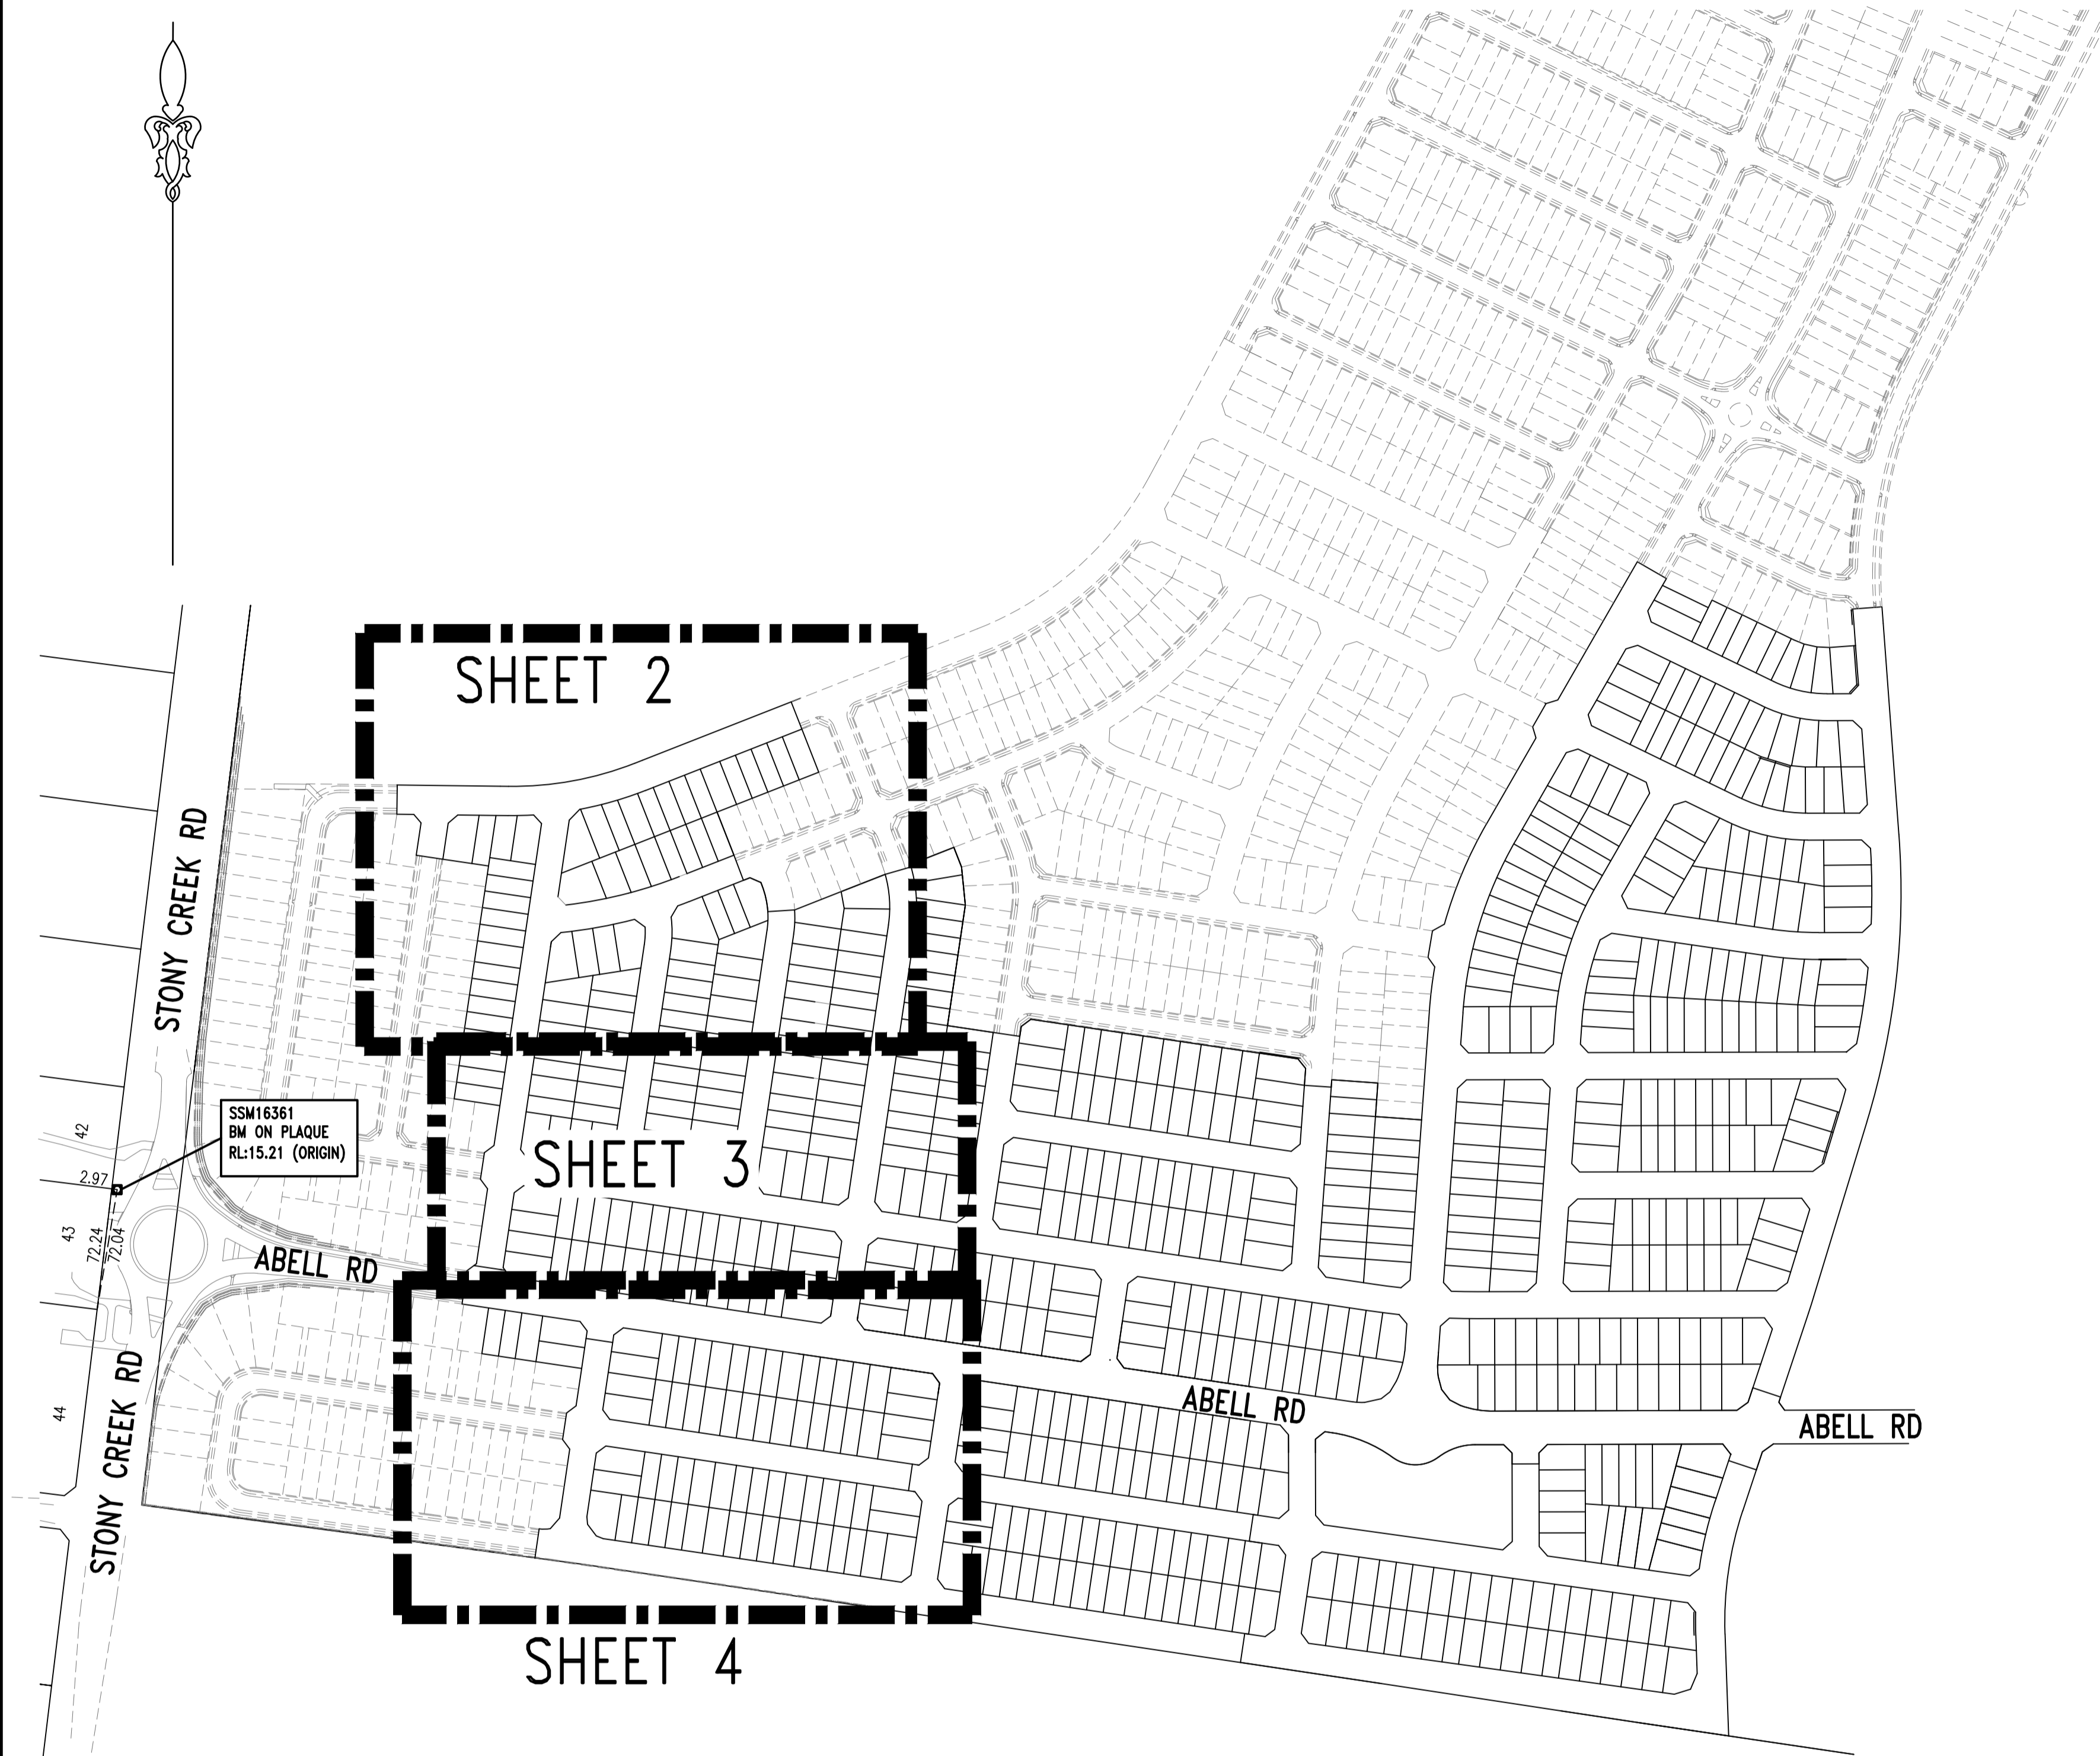 SHEET 2
STONY CREEK RD
SSM16361
BM ON PLAQUE
RL:15.21 (ORIGIN)
42
2.97
SHEET 3
43
72.24
72.04
ABELL RD
STONY CREEK RD
44
ABELL RD
ABELL RD
SHEET 4